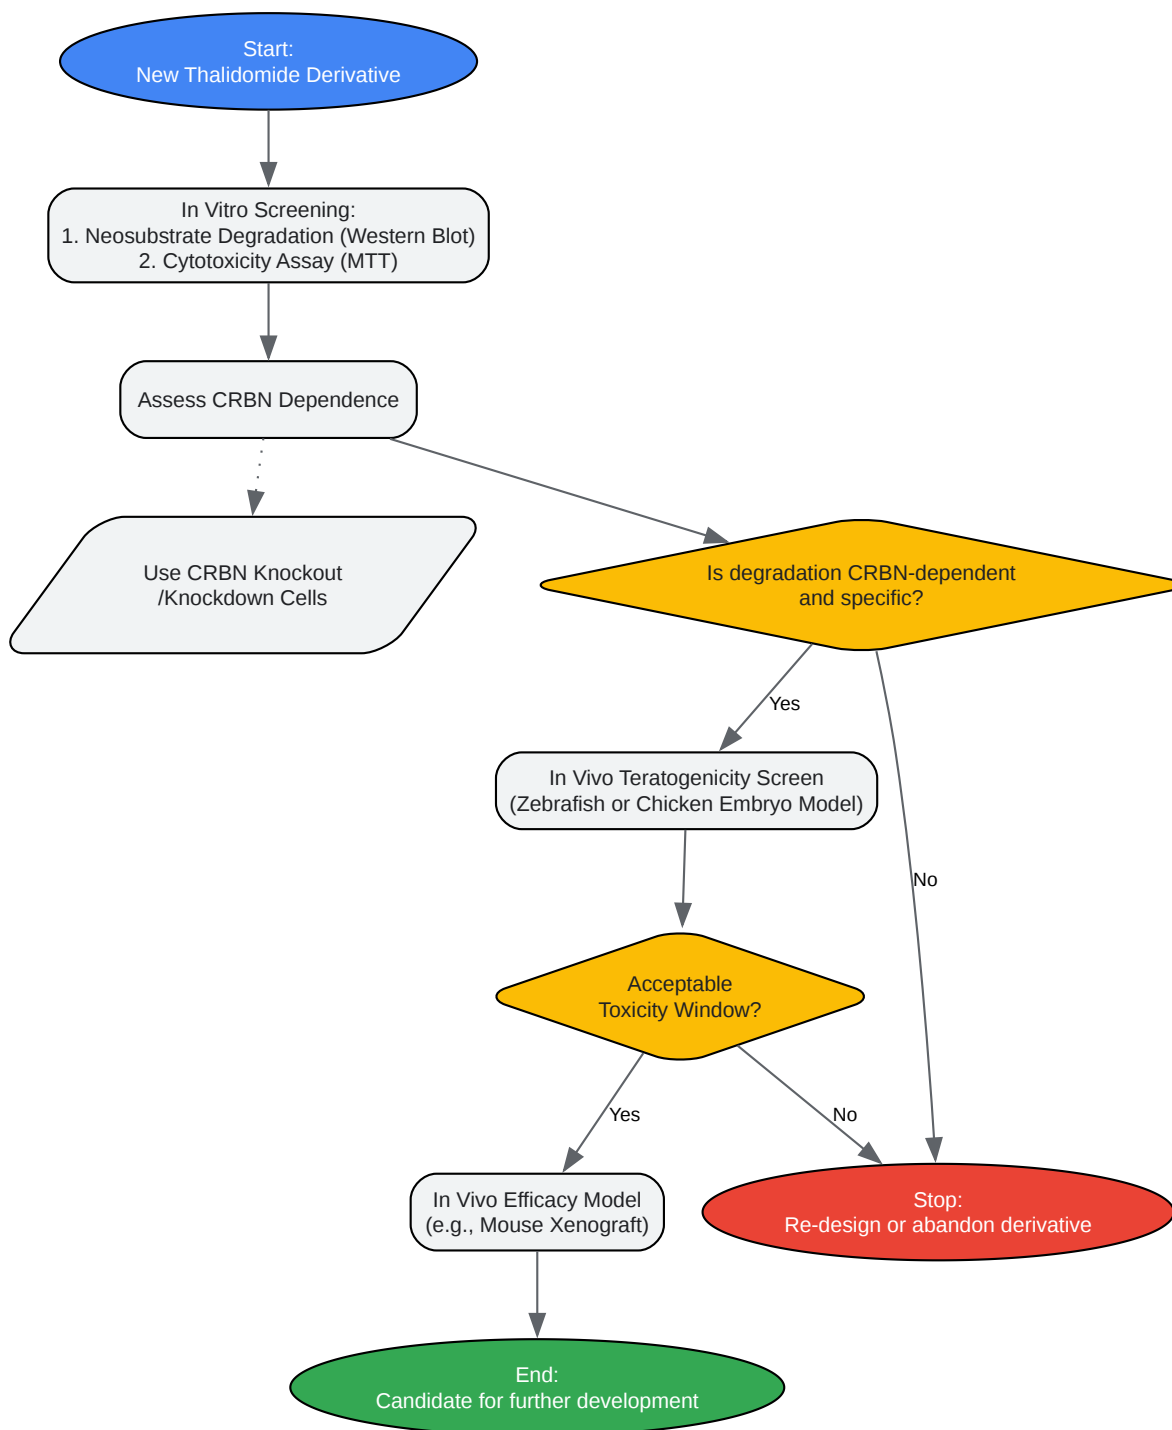 Start:
New Thalidomide Derivative
In Vitro Screening:
1. Neosubstrate Degradation (Western Blot)
2. Cytotoxicity Assay (MTT)
Assess CRBN Dependence
Use CRBN Knockout
/Knockdown Cells
Is degradation CRBN-dependent
and specific?
Yes
In Vivo Teratogenicity Screen
(Zebrafish or Chicken Embryo Model)
No
Acceptable
Toxicity Window?
Yes
No
In Vivo Efficacy Model
(e.g., Mouse Xenograft)
Stop:
Re-design or abandon derivative
End:
Candidate for further development